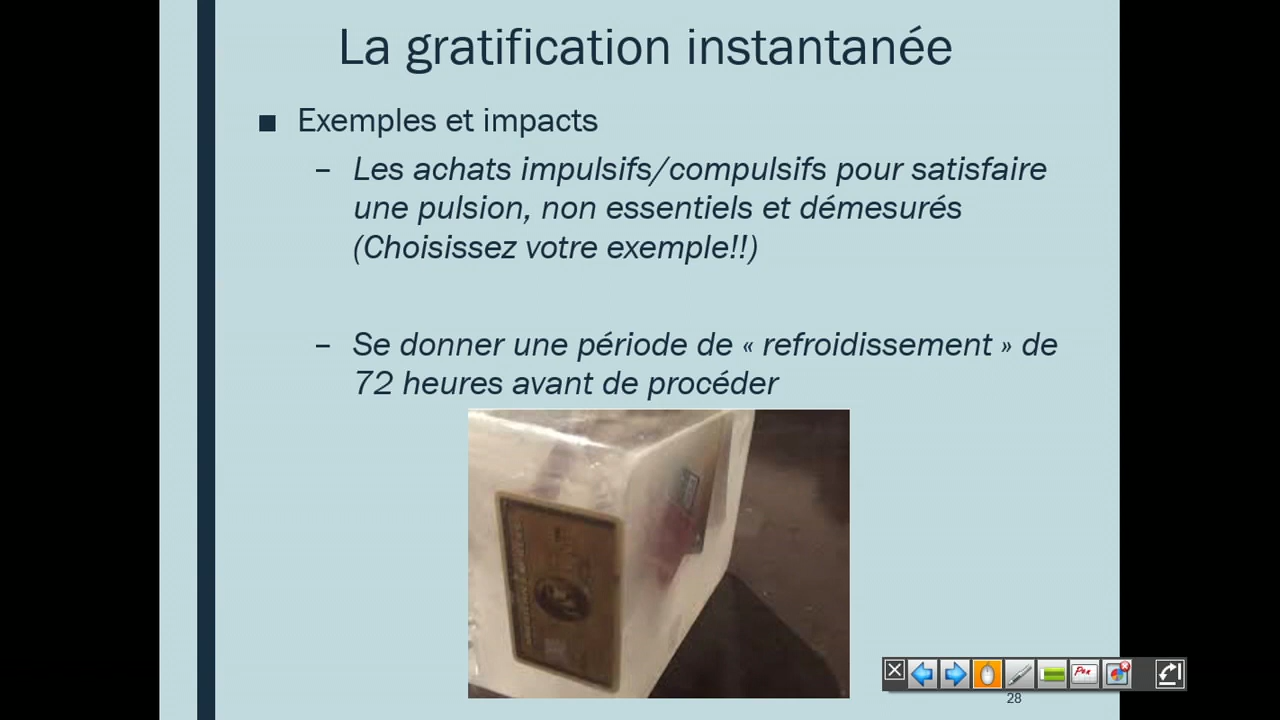 La gratification instantanée
■ Exemples et impacts
– Les achats impulsifs/compulsifs pour satisfaire
une pulsion, non essentiels et démesurés
(Choisissez votre exemple!!)
– Se donner une période de « refroidissement » de
72 heures avant de procéder
Pen
28